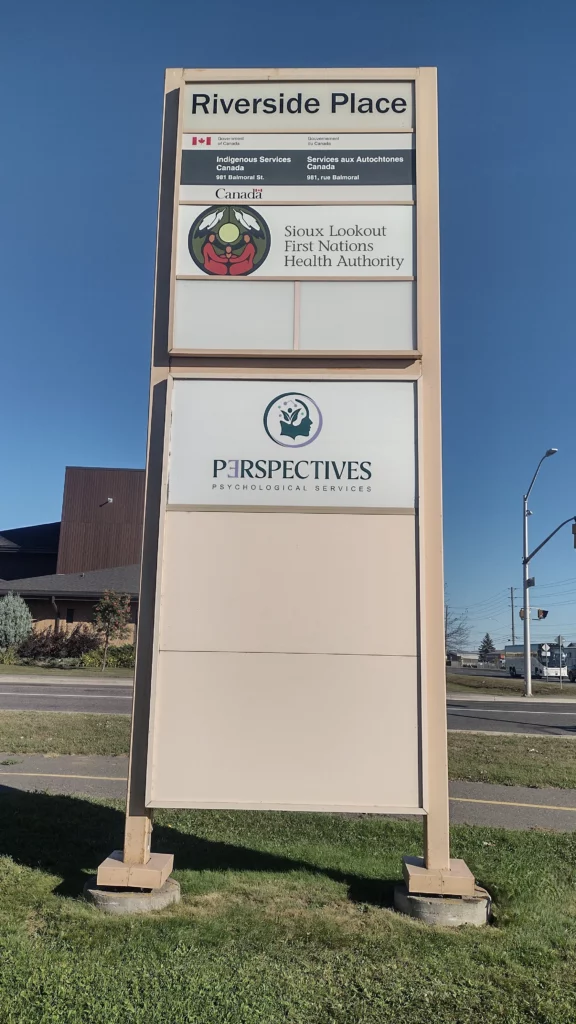 Riverside Place
Government of Canada
Gouvernement du Canada
Indigenous Services Canada
981 Balmoral St.
Services aux Autochtones Canada
981, rue Balmoral
Canada
Sioux Lookout
First Nations
Health Authority
PERSPECTIVES
PSYCHOLOGICAL SERVICES